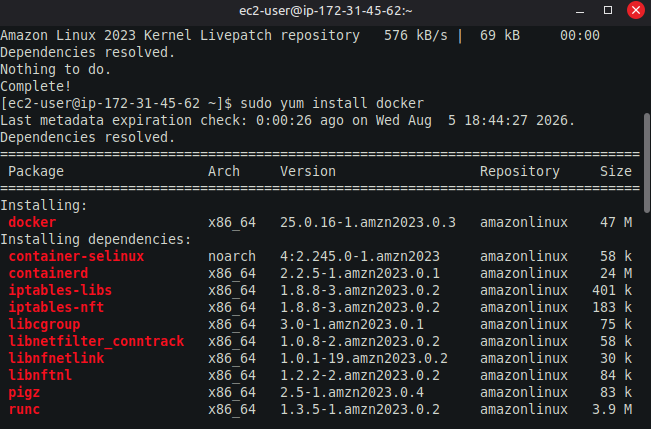 ec2-user@ip-172-31-45-62:~
Amazon Linux 2023 Kernel Livepatch repository   576 kB/s |  69 kB     00:00
Dependencies resolved.
Nothing to do.
Complete!
[ec2-user@ip-172-31-45-62 ~]$ sudo yum install docker
Last metadata expiration check: 0:00:26 ago on Wed Aug  5 18:44:27 2026.
Dependencies resolved.
================================================================================
 Package                  Arch     Version                  Repository     Size
================================================================================
Installing:
 docker                   x86_64   25.0.16-1.amzn2023.0.3   amazonlinux    47 M
Installing dependencies:
 container-selinux        noarch   4:2.245.0-1.amzn2023     amazonlinux    58 k
 containerd               x86_64   2.2.5-1.amzn2023.0.1     amazonlinux    24 M
 iptables-libs            x86_64   1.8.8-3.amzn2023.0.2     amazonlinux   401 k
 iptables-nft             x86_64   1.8.8-3.amzn2023.0.2     amazonlinux   183 k
 libcgroup                x86_64   3.0-1.amzn2023.0.1       amazonlinux    75 k
 libnetfilter_conntrack   x86_64   1.0.8-2.amzn2023.0.2     amazonlinux    58 k
 libnfnetlink             x86_64   1.0.1-19.amzn2023.0.2    amazonlinux    30 k
 libnftnl                 x86_64   1.2.2-2.amzn2023.0.2     amazonlinux    84 k
 pigz                     x86_64   2.5-1.amzn2023.0.4       amazonlinux    83 k
 runc                     x86_64   1.3.5-1.amzn2023.0.2     amazonlinux   3.9 M